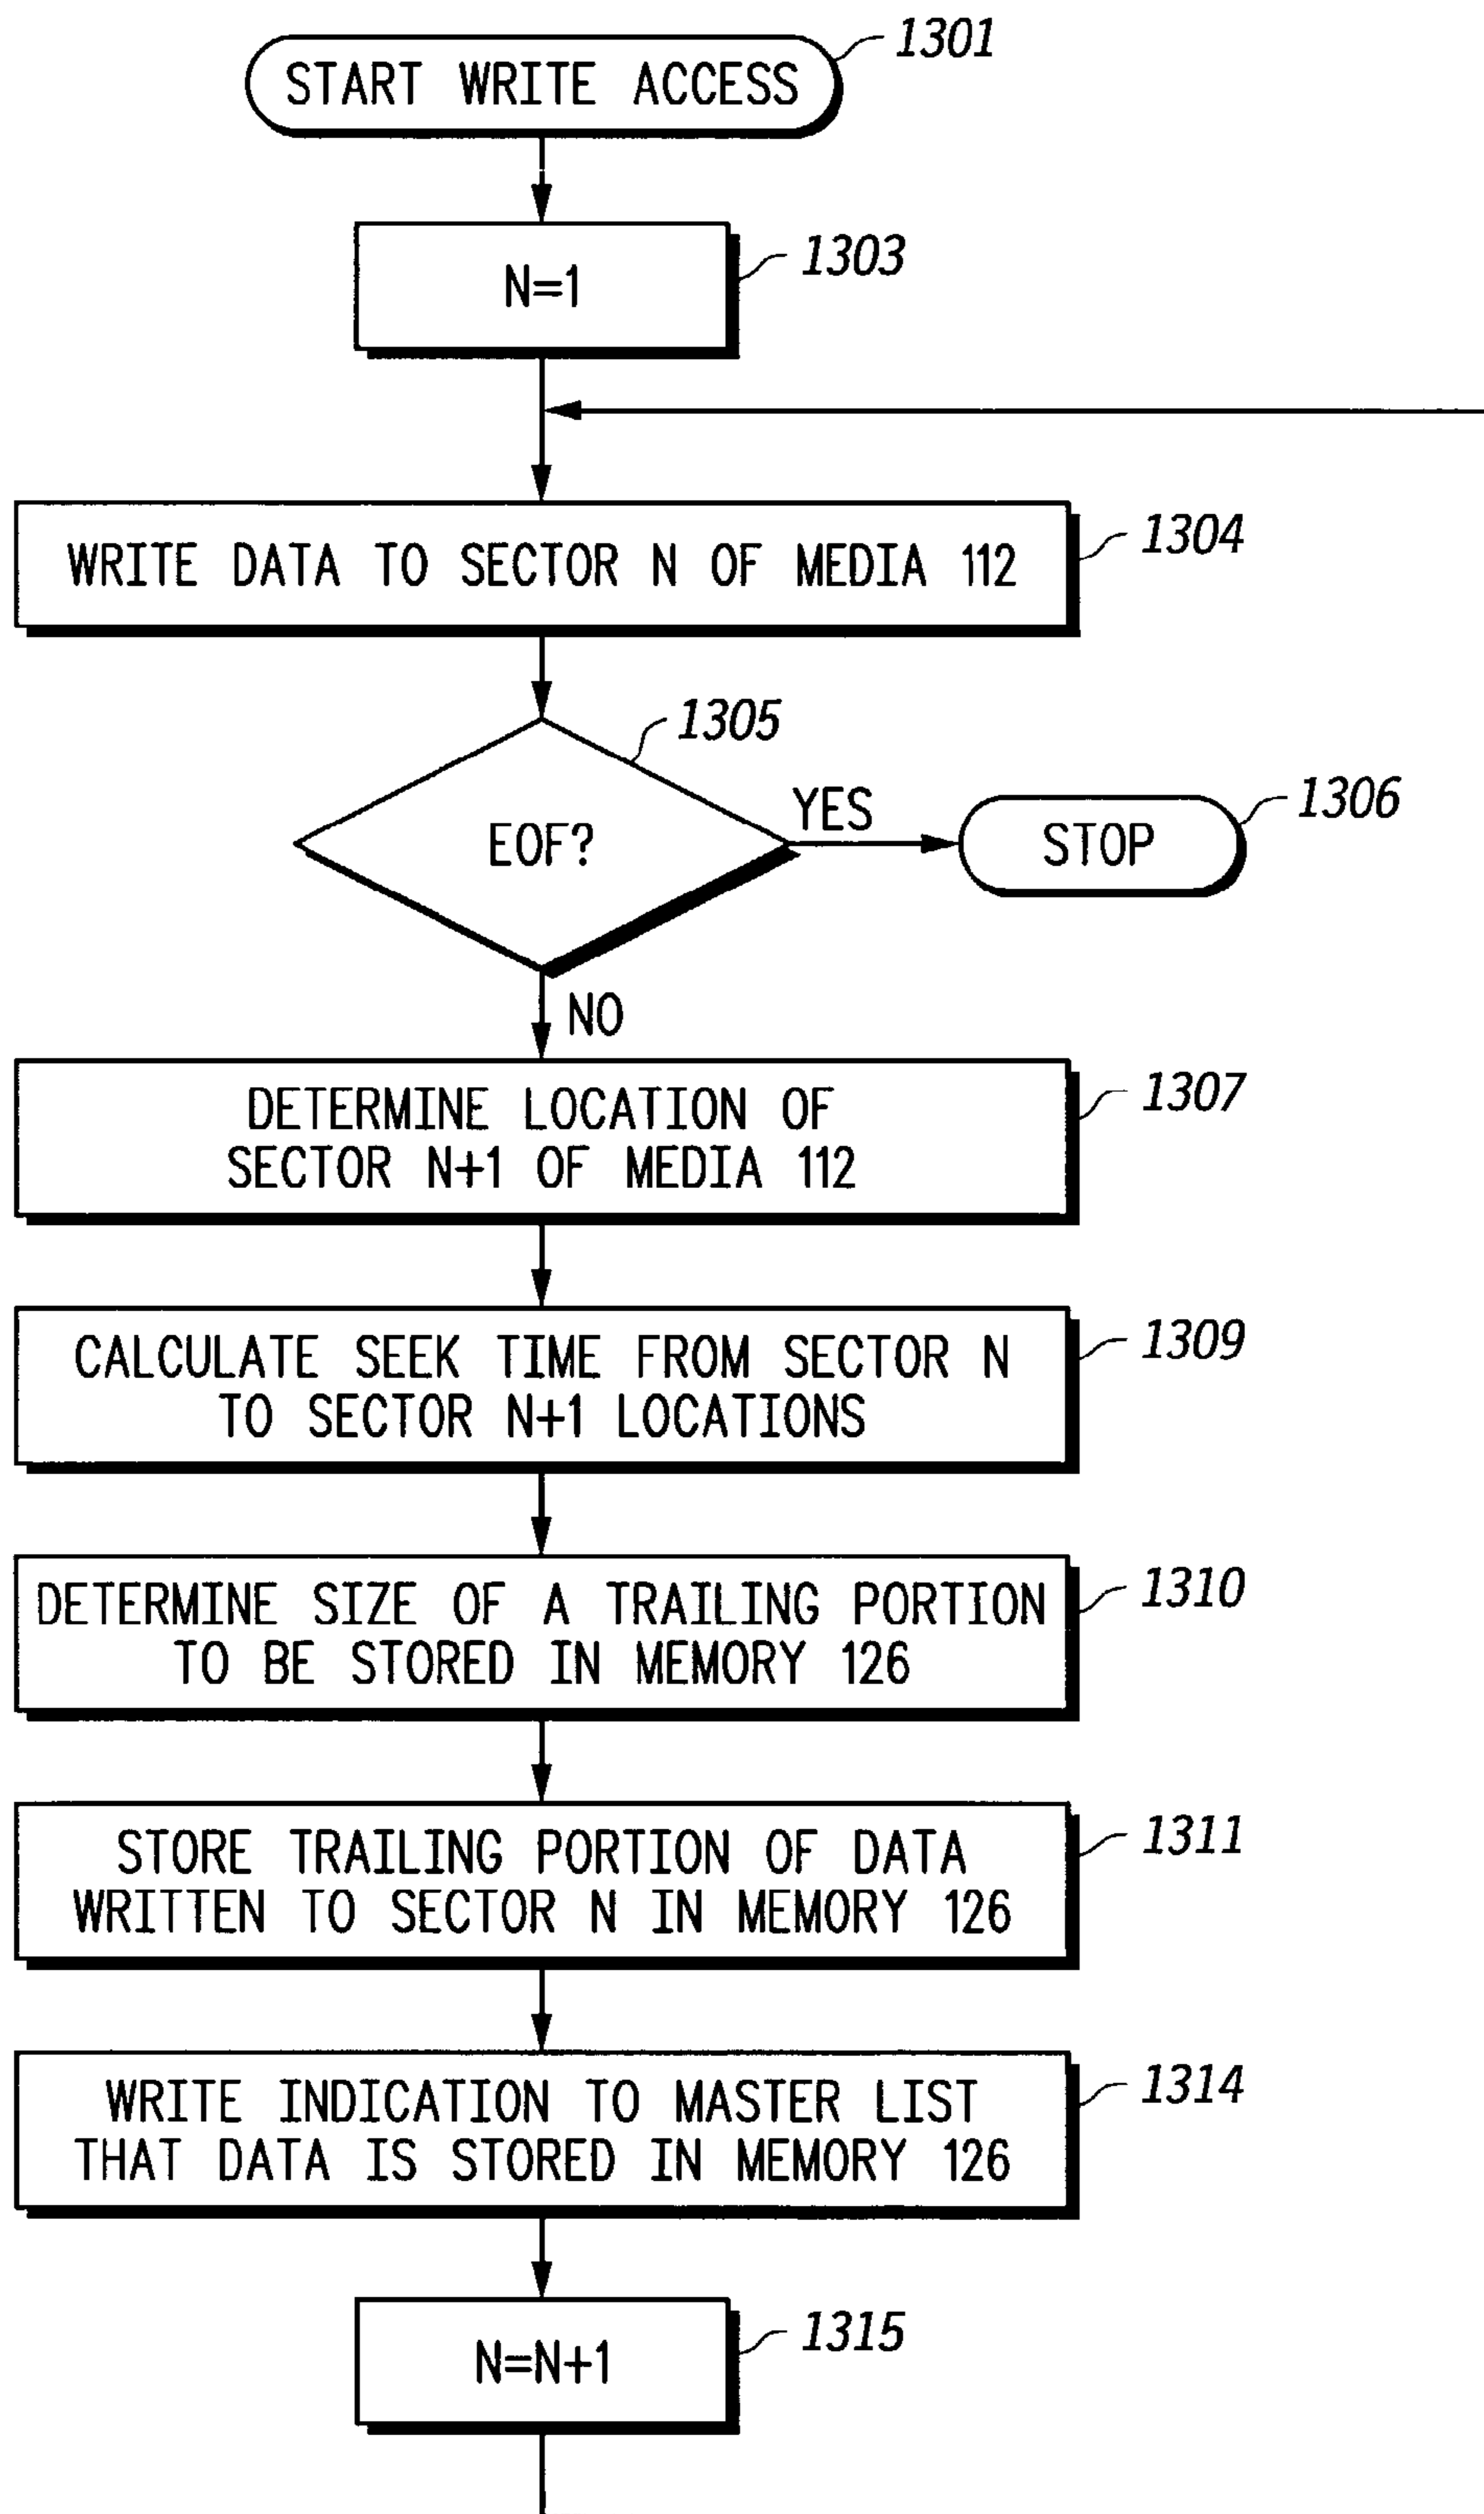 START WRITE ACCESS
1301
N=1
1303
WRITE DATA TO SECTOR N OF MEDIA 112
1304
1305
EOF?
YES
STOP
1306
NO
DETERMINE LOCATION OF
SECTOR N+1 OF MEDIA 112
1307
CALCULATE SEEK TIME FROM SECTOR N
TO SECTOR N+1 LOCATIONS
1309
DETERMINE SIZE OF A TRAILING PORTION
TO BE STORED IN MEMORY 126
1310
STORE TRAILING PORTION OF DATA
WRITTEN TO SECTOR N IN MEMORY 126
1311
WRITE INDICATION TO MASTER LIST
THAT DATA IS STORED IN MEMORY 126
1314
N=N+1
1315